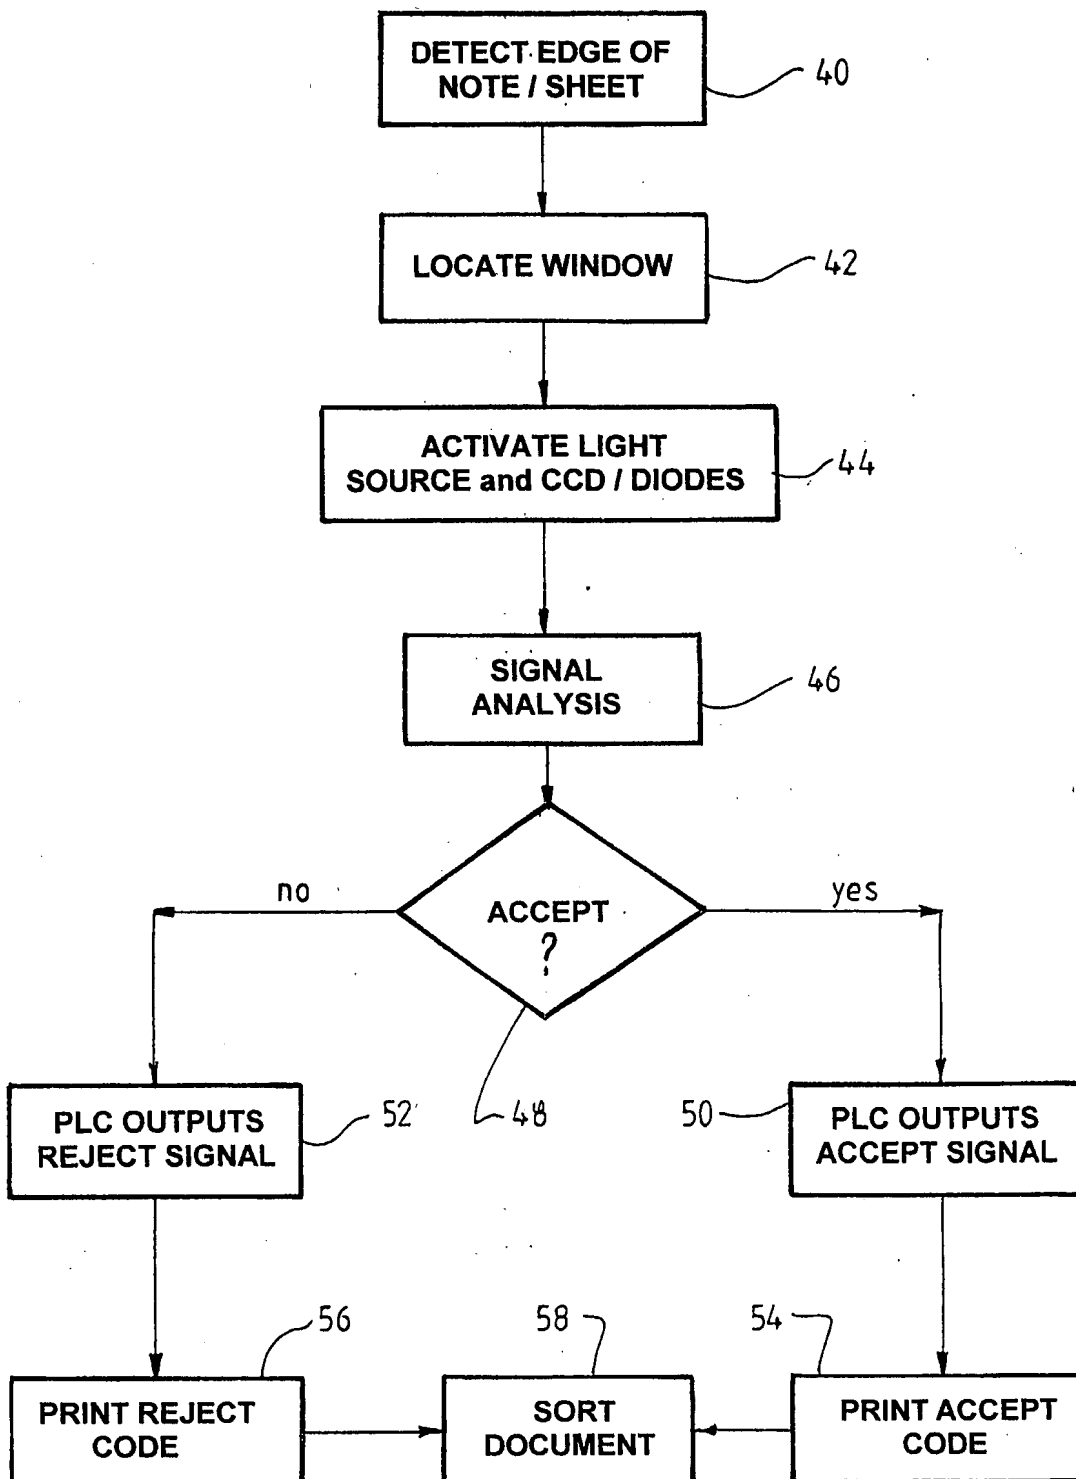 DETECT EDGE OF
NOTE / SHEET
40
LOCATE WINDOW
42
ACTIVATE LIGHT
SOURCE and CCD / DIODES
44
SIGNAL
ANALYSIS
46
no
yes
ACCEPT
?
48
PLC OUTPUTS
REJECT SIGNAL
52
50
PLC OUTPUTS
ACCEPT SIGNAL
56
58
54
PRINT REJECT
CODE
SORT
DOCUMENT
PRINT ACCEPT
CODE